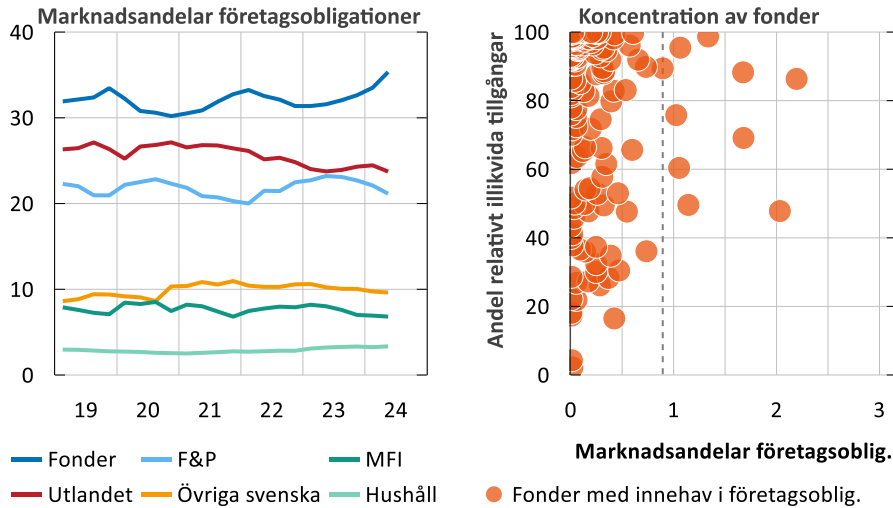 Marknadsandelar företagsobligationer
40
30
20
10
0
19 20 21 22 23 24
Fonder F&P MFI
Utlandet Övriga svenska Hushåll
Koncentration av fonder
Andel relativt illikvida tillgångar
100
80
60
40
20
0
0 1 2 3
Marknadsandelar företagsoblig.
Fonder med innehav i företagsoblig.